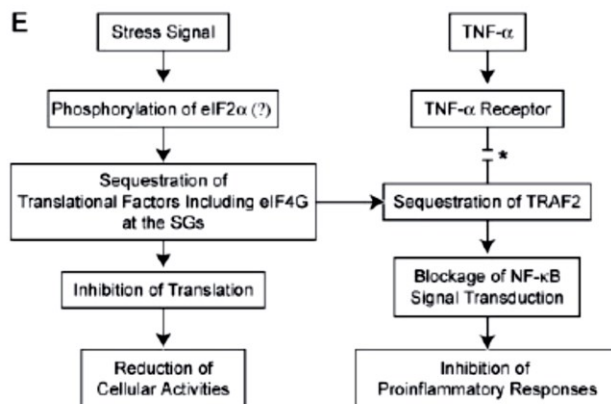 E
Stress Signal
Phosphorylation of eIF2α (?)
Sequestration of
Translational Factors Including eIF4G
at the SGs
Inhibition of Translation
Reduction of
Cellular Activities
TNF-α
TNF-α Receptor
*
Sequestration of TRAF2
Blockage of NF-κB
Signal Transduction
Inhibition of
Proinflammatory Responses